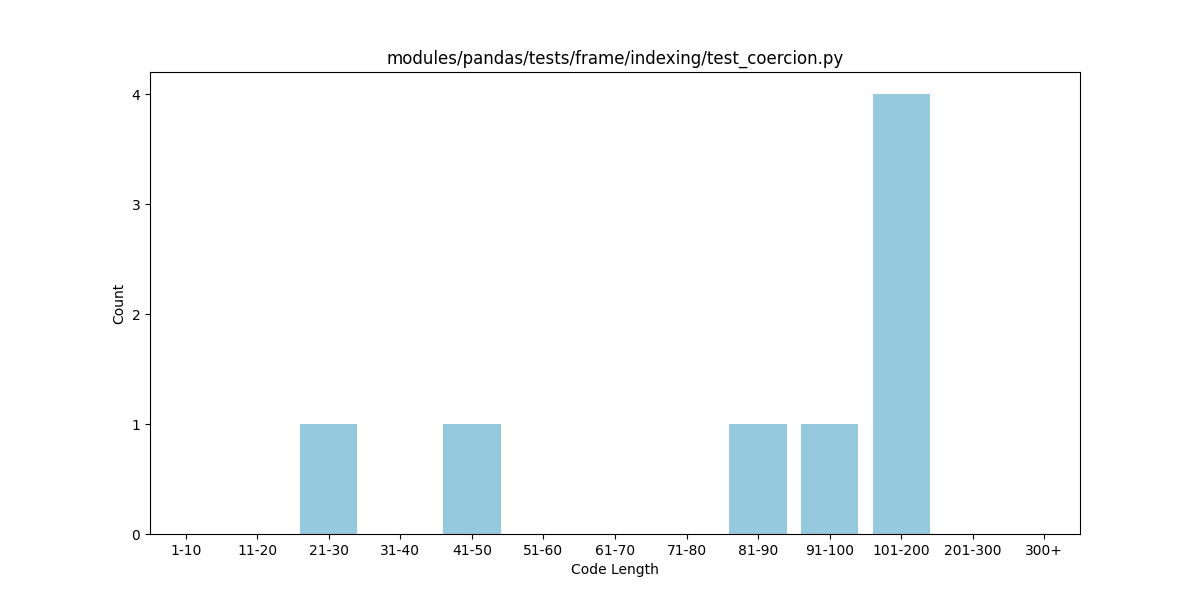 modules/pandas/tests/frame/indexing/test_coercion.py
4
3
2
1
0
Count
1-10 11-20 21-30 31-40 41-50 51-60 61-70 71-80 81-90 91-100 101-200 201-300 300+
Code Length